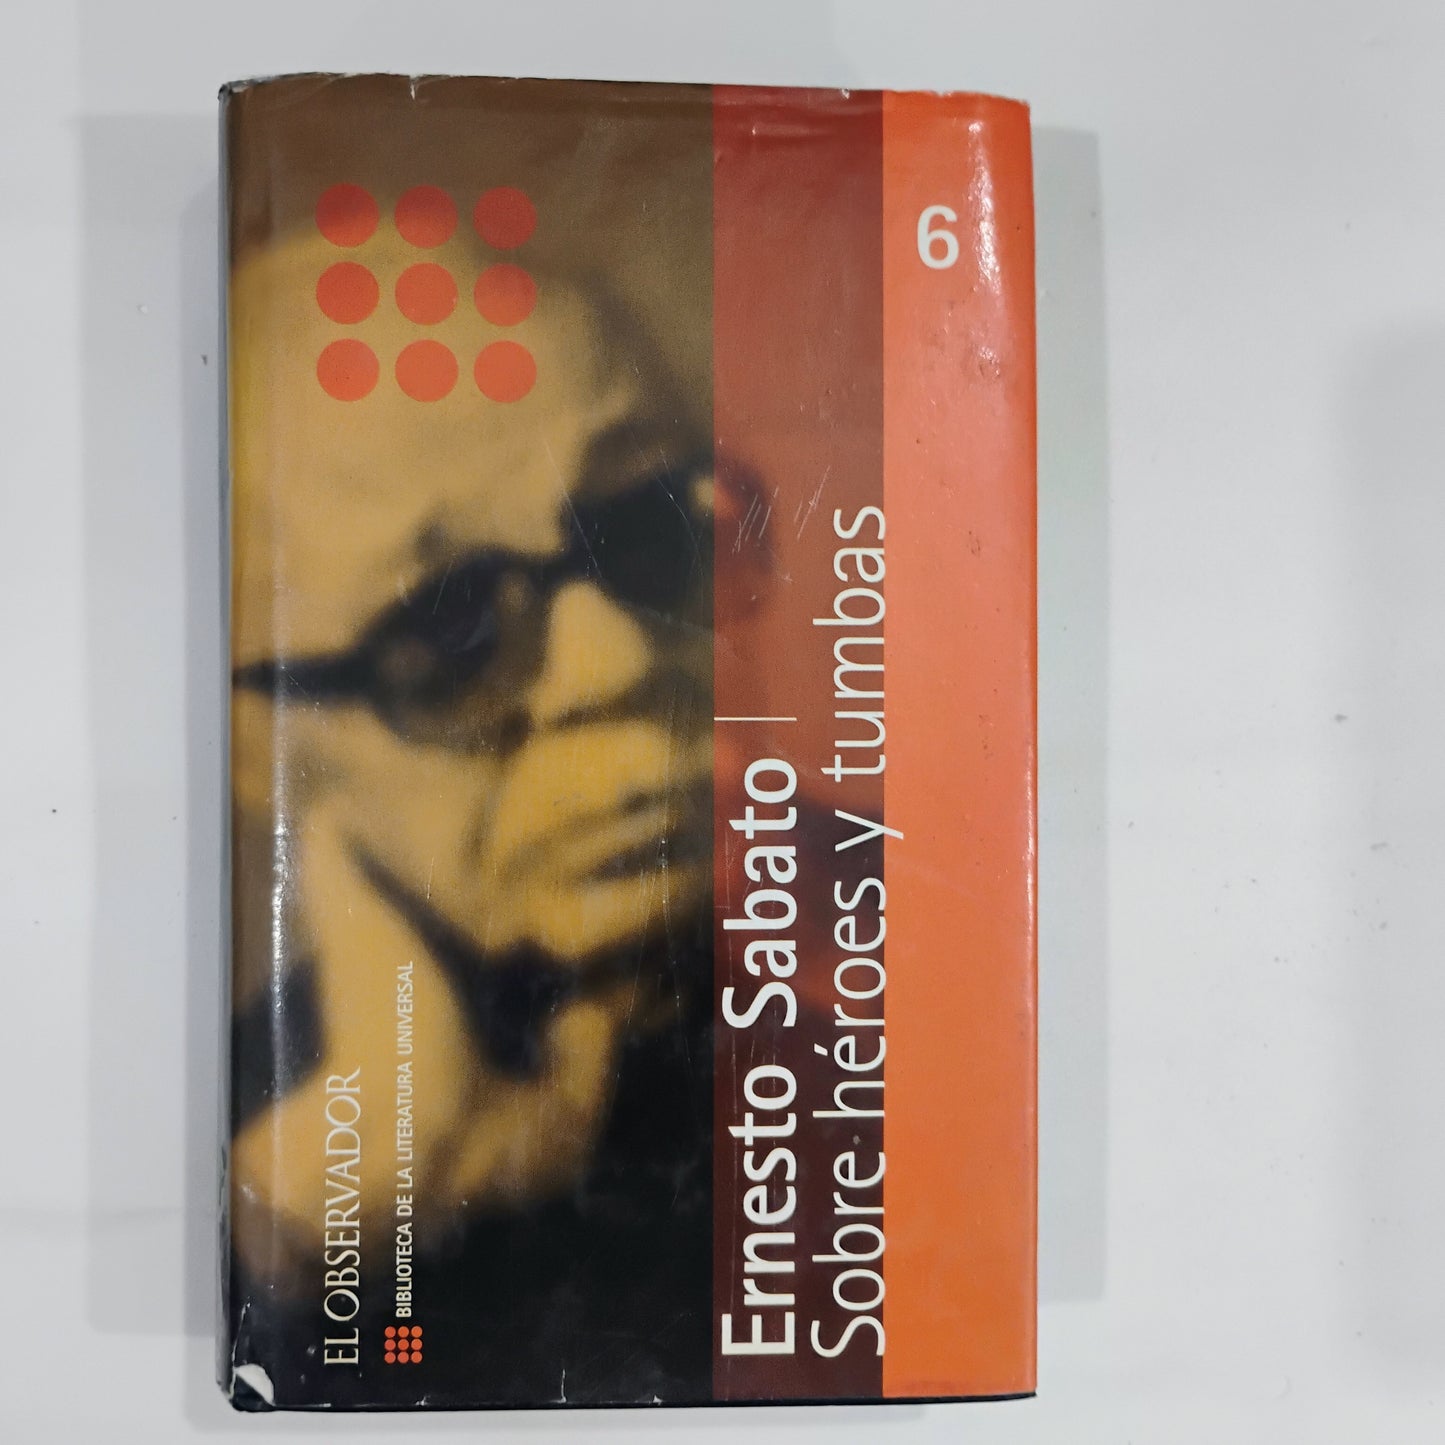 EL OBSERVADOR
BIBLIOTECA DE LA LITERATURA UNIVERSAL
Ernesto Sabato
Sobre héroes y tumbas
6